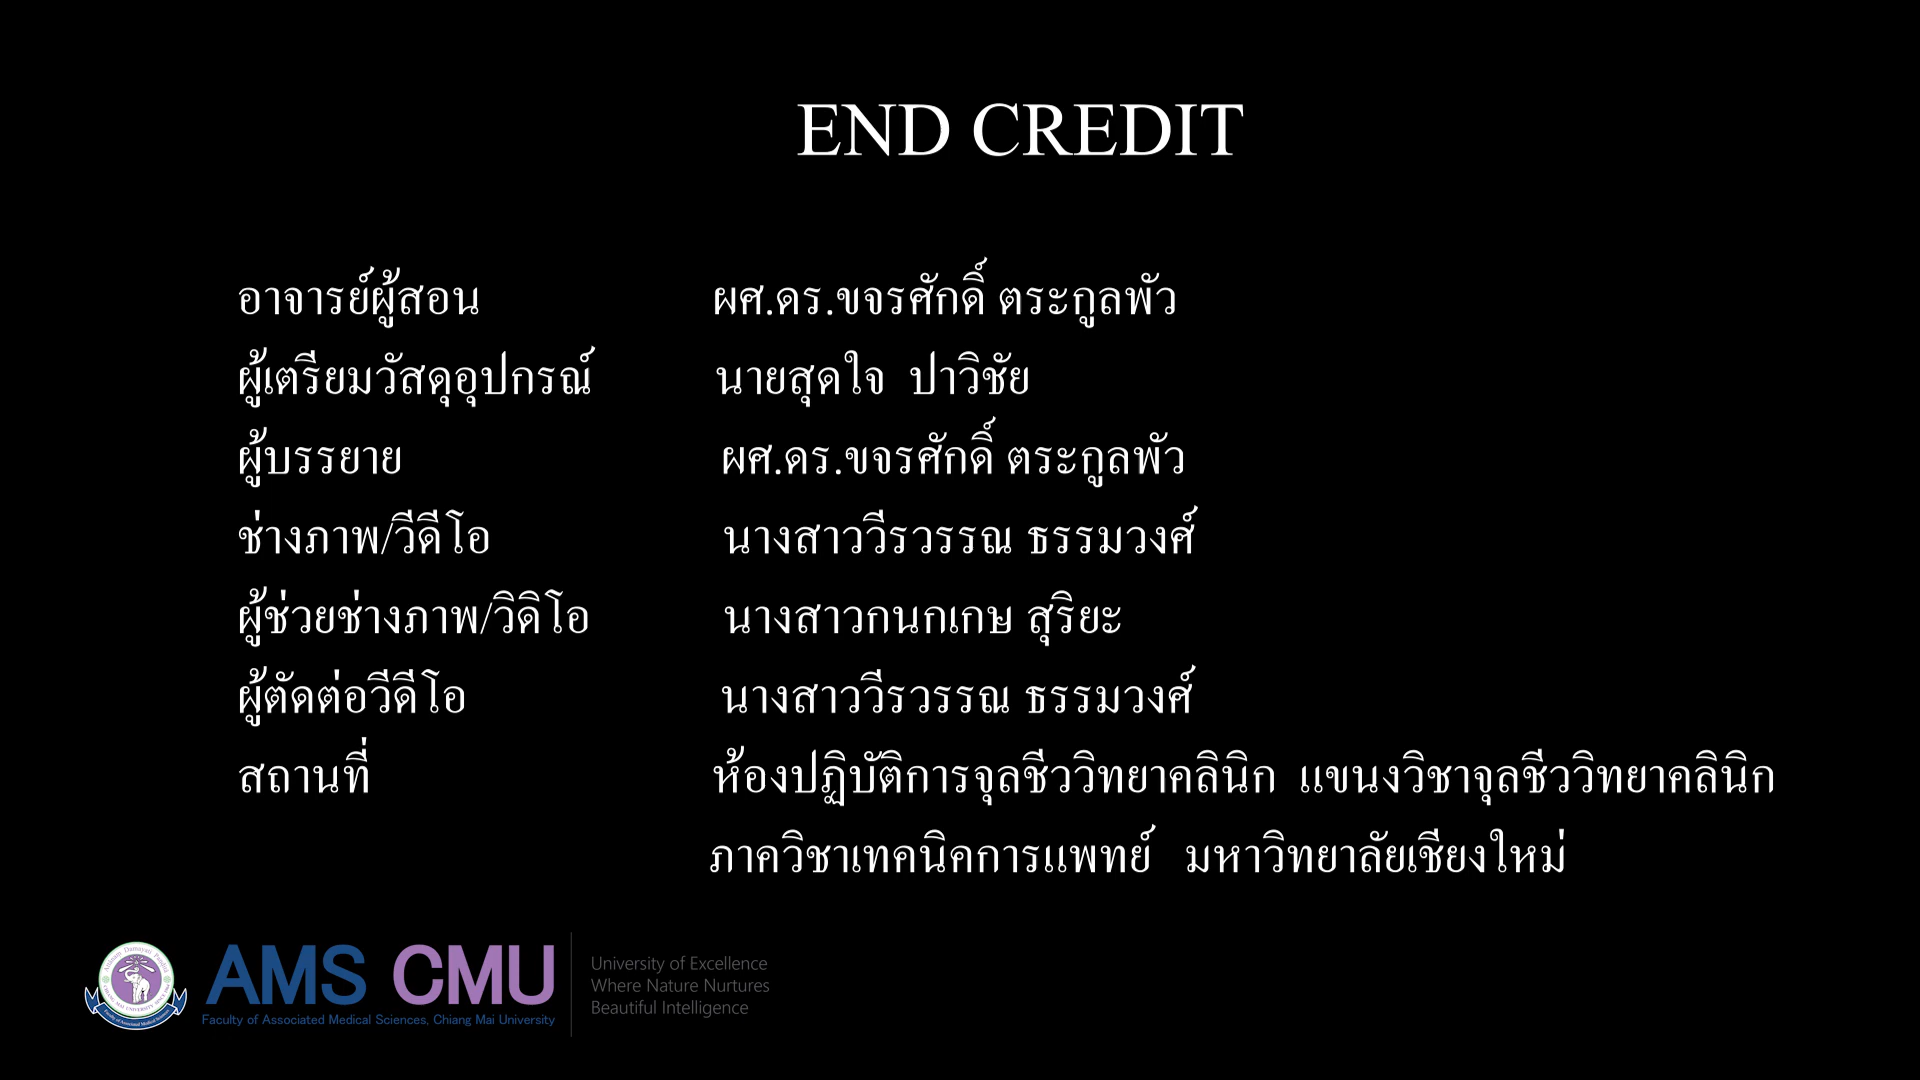 END CREDIT
อาจารย์ผู้สอน ผศ.ดร.ขจรศักดิ์ ตระกูลพัว
ผู้เตรียมวัสดุอุปกรณ์ นายสุดใจ ปาวิชัย
ผู้บรรยาย ผศ.ดร.ขจรศักดิ์ ตระกูลพัว
ช่างภาพ/วีดีโอ นางสาววีรวรรณ ธรรมวงศ์
ผู้ช่วยช่างภาพ/วิดิโอ นางสาวกนกเกษ สุริยะ
ผู้ตัดต่อวีดีโอ นางสาววีรวรรณ ธรรมวงศ์
สถานที่ ห้องปฏิบัติการจุลชีววิทยาคลินิก แขนงวิชาจุลชีววิทยาคลินิก
ภาควิชาเทคนิคการแพทย์ มหาวิทยาลัยเชียงใหม่
AMS CMU
Faculty of Associated Medical Sciences, Chiang Mai University
University of Excellence
Where Nature Nurtures
Beautiful Intelligence